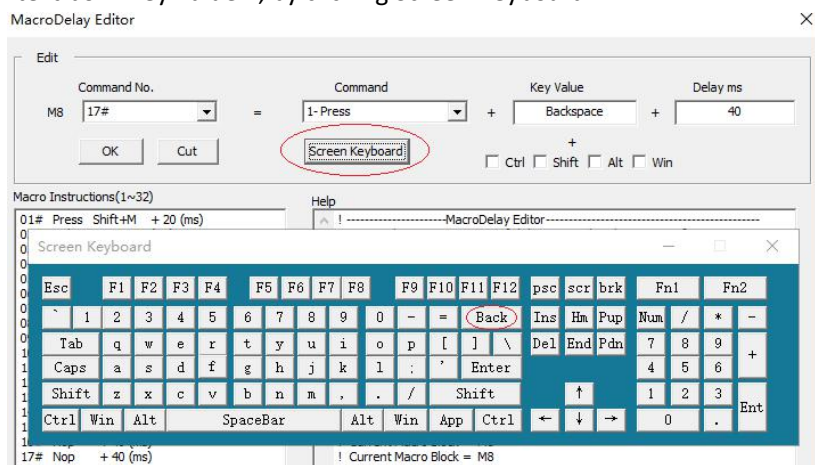 MacroDelay Editor
Edit
Command No. Command Key Value Delay ms
M8 17# = 1- Press + Backspace + 40
OK Cut Screen Keyboard +
Ctrl Shift Alt Win
Macro Instructions(1~32) Help
01# Press Shift+M + 20 (ms) ! -----------------------MacroDelay Editor-------------------------------------------------
Screen Keyboard
Esc F1 F2 F3 F4 F5 F6 F7 F8 F9 F10 F11 F12 psc scr brk Fn1 Fn2
` 1 2 3 4 5 6 7 8 9 0 - = Back Ins Hm Pup Num / * -
Tab q w e r t y u i o p [ ] \ Del End Pdn 7 8 9 +
Caps a s d f g h j k l ; ' Enter 4 5 6
Shift z x c v b n m , . / Shift ↑ 1 2 3 Ent
Ctrl Win Alt SpaceBar Alt Win App Ctrl ← ↓ → 0 .
17# Nop + 40 (ms) ! Current Macro Block = M8